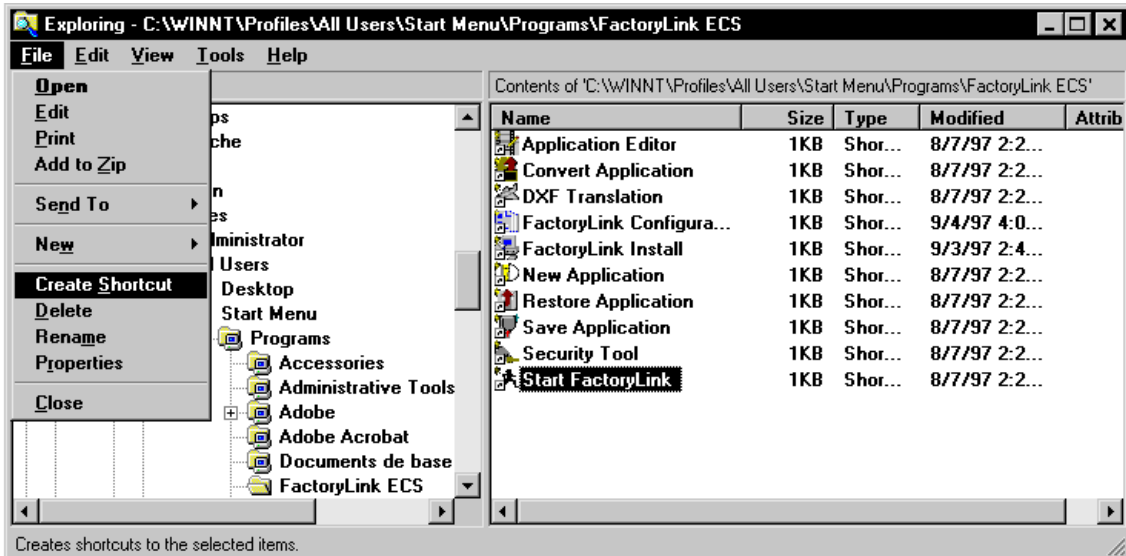 Exploring - C:\WINNT\Profiles\All Users\Start Menu\Programs\FactoryLink ECS
File Edit View Tools Help
Contents of 'C:\WINNT\Profiles\All Users\Start Menu\Programs\FactoryLink ECS'
Open
Edit
Print
Add to Zip
Send To
New
Create Shortcut
Delete
Rename
Properties
Close
ps
che
n
es
lministrator
l Users
Desktop
Start Menu
Programs
Accessories
Administrative Tools
Adobe
Adobe Acrobat
Documents de base
FactoryLink ECS
Name Size Type Modified Attrib
Application Editor 1KB Shor... 8/7/97 2:2...
Convert Application 1KB Shor... 8/7/97 2:2...
DXF Translation 1KB Shor... 8/7/97 2:2...
FactoryLink Configura... 1KB Shor... 9/4/97 4:0...
FactoryLink Install 1KB Shor... 9/3/97 2:4...
New Application 1KB Shor... 8/7/97 2:2...
Restore Application 1KB Shor... 8/7/97 2:2...
Save Application 1KB Shor... 8/7/97 2:2...
Security Tool 1KB Shor... 8/7/97 2:2...
Start FactoryLink 1KB Shor... 8/7/97 2:2...
Creates shortcuts to the selected items.